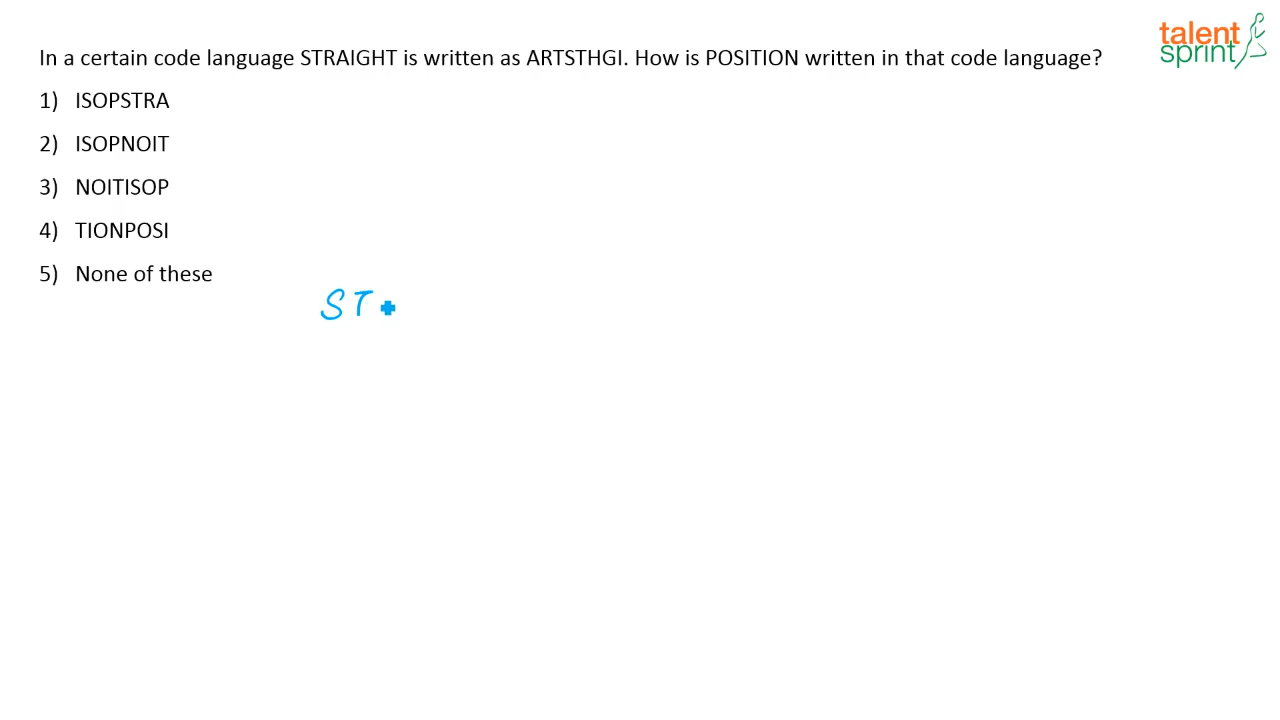 talent
sprint
In a certain code language STRAIGHT is written as ARTSTHGI. How is POSITION written in that code language?
1) ISOPSTRA
2) ISOPNOIT
3) NOITISOP
4) TIONPOSI
5) None of these
ST